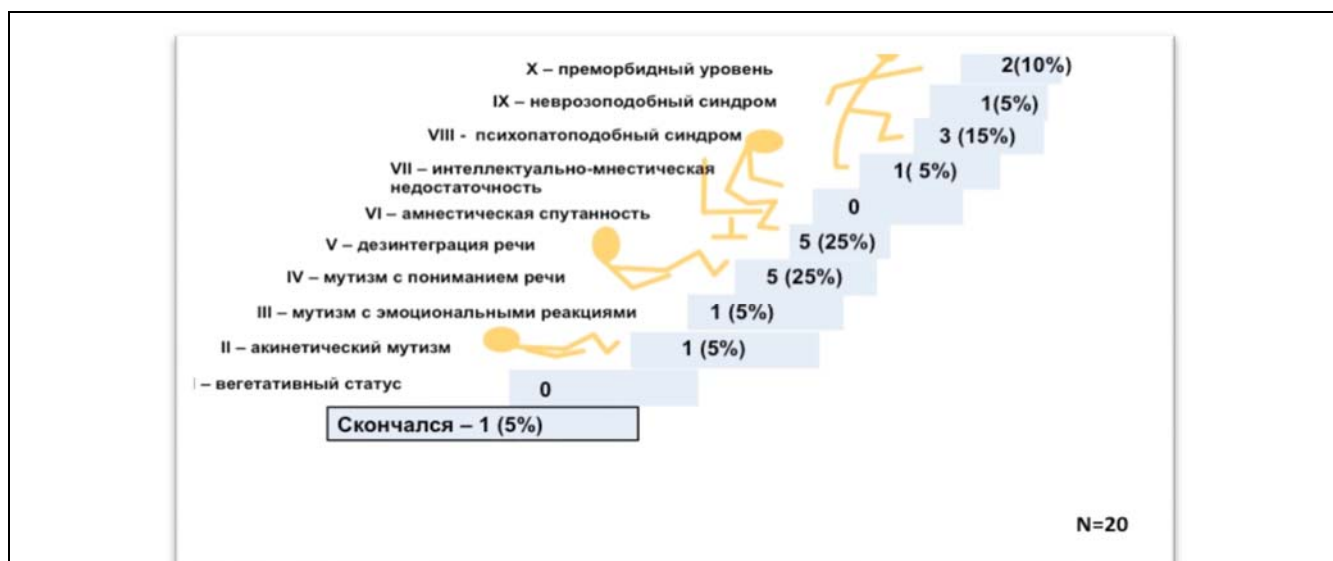 X – преморбидный уровень 2(10%)
IX – неврозоподобный синдром 1(5%)
VIII - психопатоподобный синдром 3 (15%)
VII – интеллектуально-мнестическая
недостаточность 1( 5%)
VI – амнестическая спутанность 0
V – дезинтеграция речи 5 (25%)
IV – мутизм с пониманием речи 5 (25%)
III – мутизм с эмоциональными реакциями 1 (5%)
II – акинетический мутизм 1 (5%)
I – вегетативный статус 0
Скончался – 1 (5%)
N=20